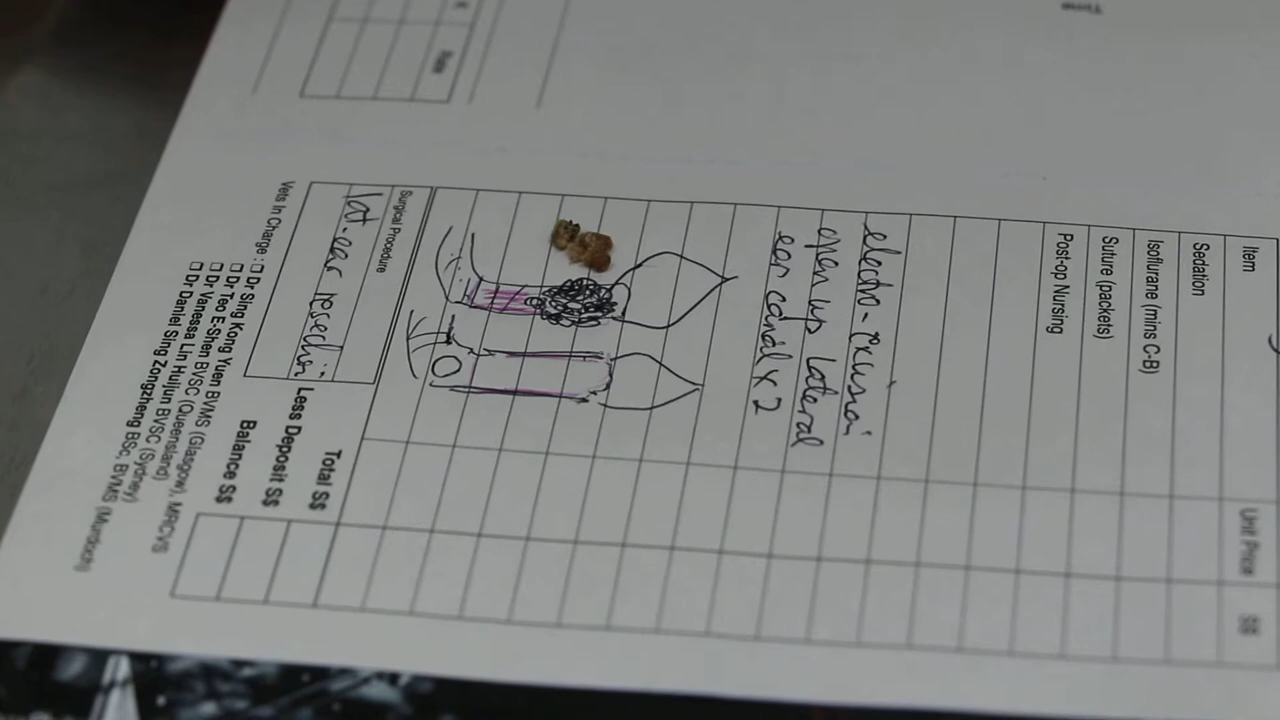 Time
Date
Item
Unit Price
S$
Sedation
Isoflurane (mins C-B)
Suture (packets)
Post-op Nursing
electro-excision
open up lateral
ear canal x 2
Surgical Procedure
lat-ear resection
Total S$
Less Deposit S$
Balance S$
Vets In Charge : □ Dr Sing Kong Yuen BVMS (Glasgow), MRCVS
□ Dr Teo E-Shen BVSC (Queensland)
□ Dr Vanessa Lin Huijun BVSC (Sydney)
□ Dr Daniel Sing Zongzheng BSc, BVMS (Murdoch)